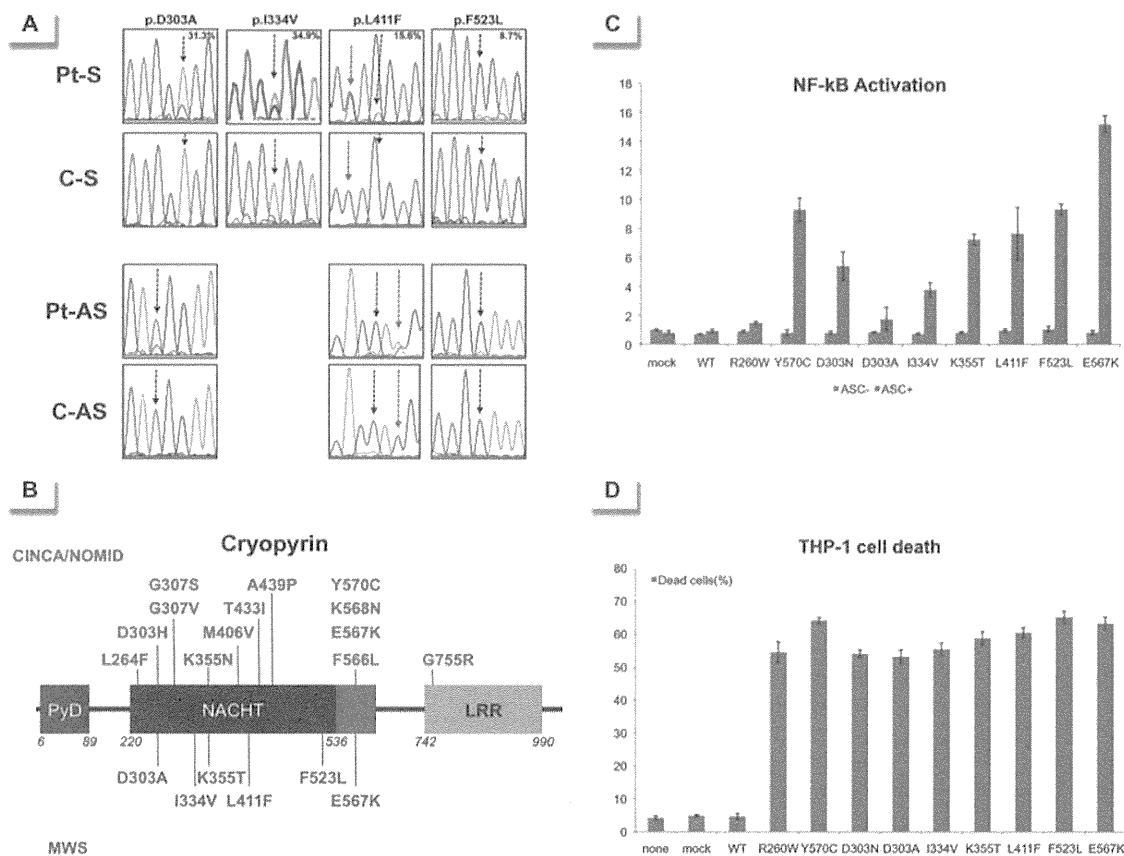 A
p.D303A p.I334V p.L411F p.F523L
31.3% 34.9% 15.6% 8.7%
Pt-S
C-S
Pt-AS
C-AS
B
Cryopyrin
CINCA/NOMID
G307S A439P Y570C
G307V T433I K568N
D303H M406V E567K
L264F K355N F566L G755R
PyD NACHT LRR
6 89 220 536 742 990
D303A K355T F523L
I334V L411F E567K
MWS
C
NF-kB Activation
18
16
14
12
10
8
6
4
2
0
mock WT R260W Y570C D303N D303A I334V K355T L411F F523L E567K
ASC- ASC+
D
THP-1 cell death
Dead cells(%)
80
70
60
50
40
30
20
10
0
none mock WT R260W Y570C D303N D303A I334V K355T L411F F523L E567K